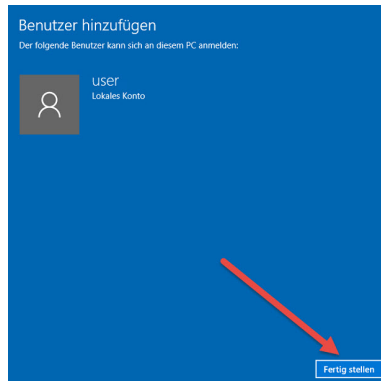 Benutzer hinzufügen
Der folgende Benutzer kann sich an diesem PC anmelden:
user
Lokales Konto
Fertig stellen